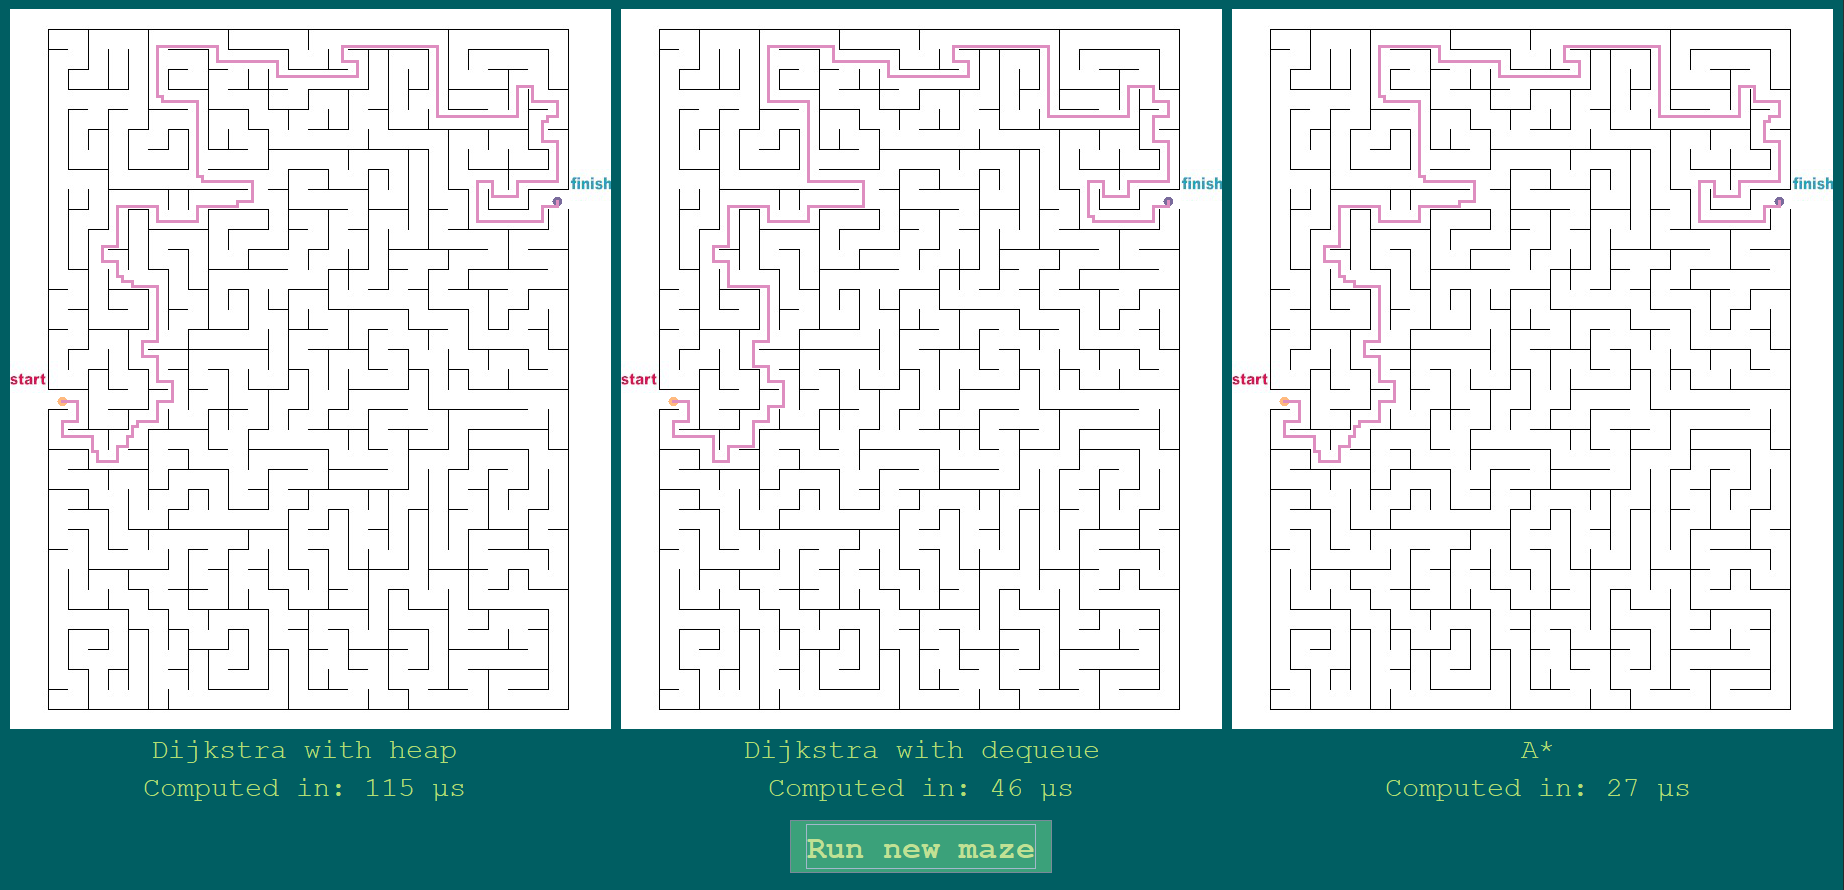 start
finish
start
finish
start
finish
Dijkstra with heap
Computed in: 115 µs
Dijkstra with dequeue
Computed in: 46 µs
A*
Computed in: 27 µs
Run new maze